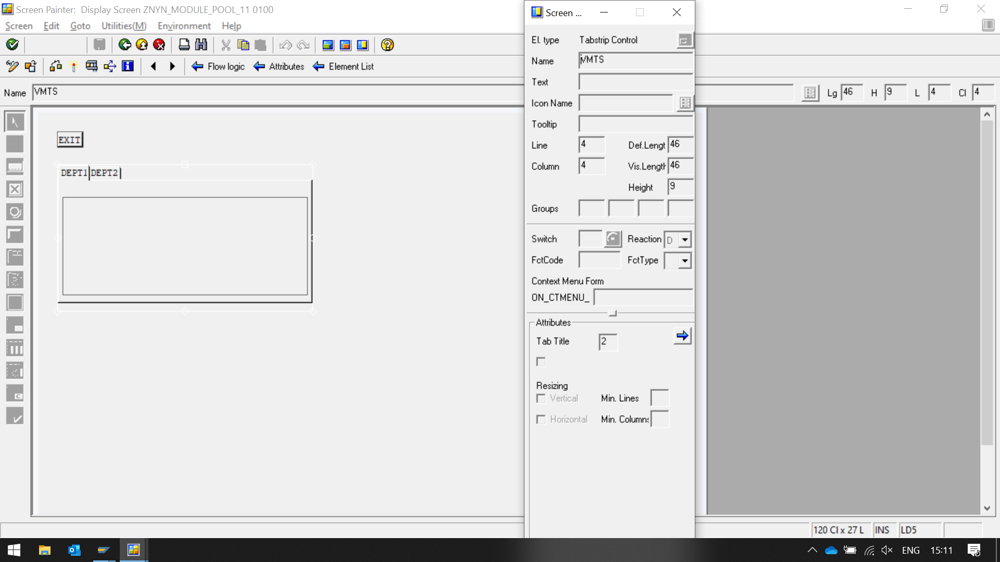 Screen Painter:  Display Screen ZNYN_MODULE_POOL_11 0100
Screen Edit Goto Utilities(M) Environment Help
Flow logic Attributes Element List
Name VMTS Lg 46 H 9 L 4 Cl 4
EXIT
DEPT1 DEPT2
Screen ...
El. type Tabstrip Control
Name VMTS
Text
Icon Name
Tooltip
Line 4 Def.Lengt 46
Column 4 Vis.Length 46
Height 9
Groups
Switch Reaction D
FctCode FctType
Context Menu Form
ON_CTMENU_
Attributes
Tab Title 2
Resizing
Vertical Min. Lines
Horizontal Min. Columns
120 Cl x 27 L INS LD5
ENG 15:11